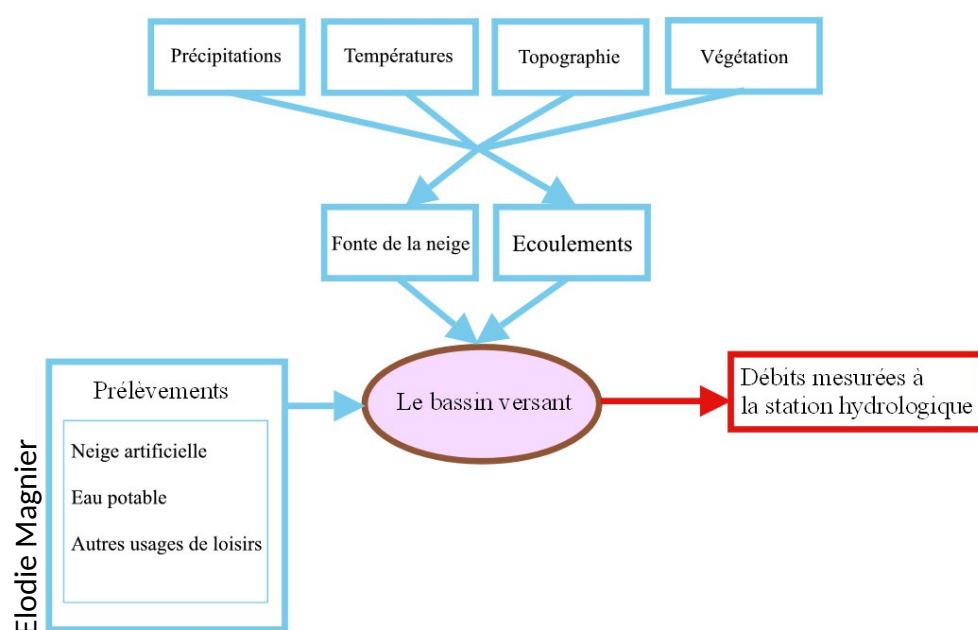 Précipitations
Températures
Topographie
Végétation
Fonte de la neige
Ecoulements
Prélèvements
Neige artificielle
Eau potable
Autres usages de loisirs
Le bassin versant
Débits mesurées à
la station hydrologique
Elodie Magnier